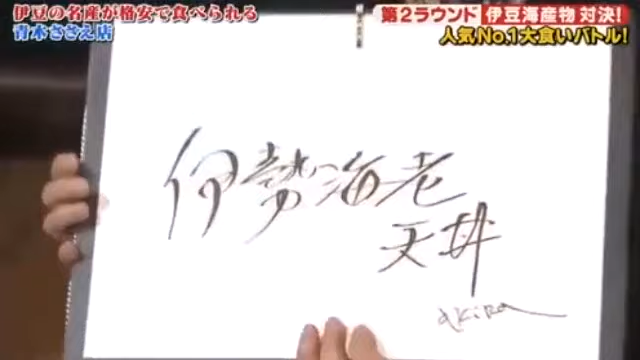 伊豆の名産が格安で食べられる
青木ささえ店
第2ラウンド 伊豆海産物 対決!
人気No.1大食いバトル!
伊勢海老
天丼
akira